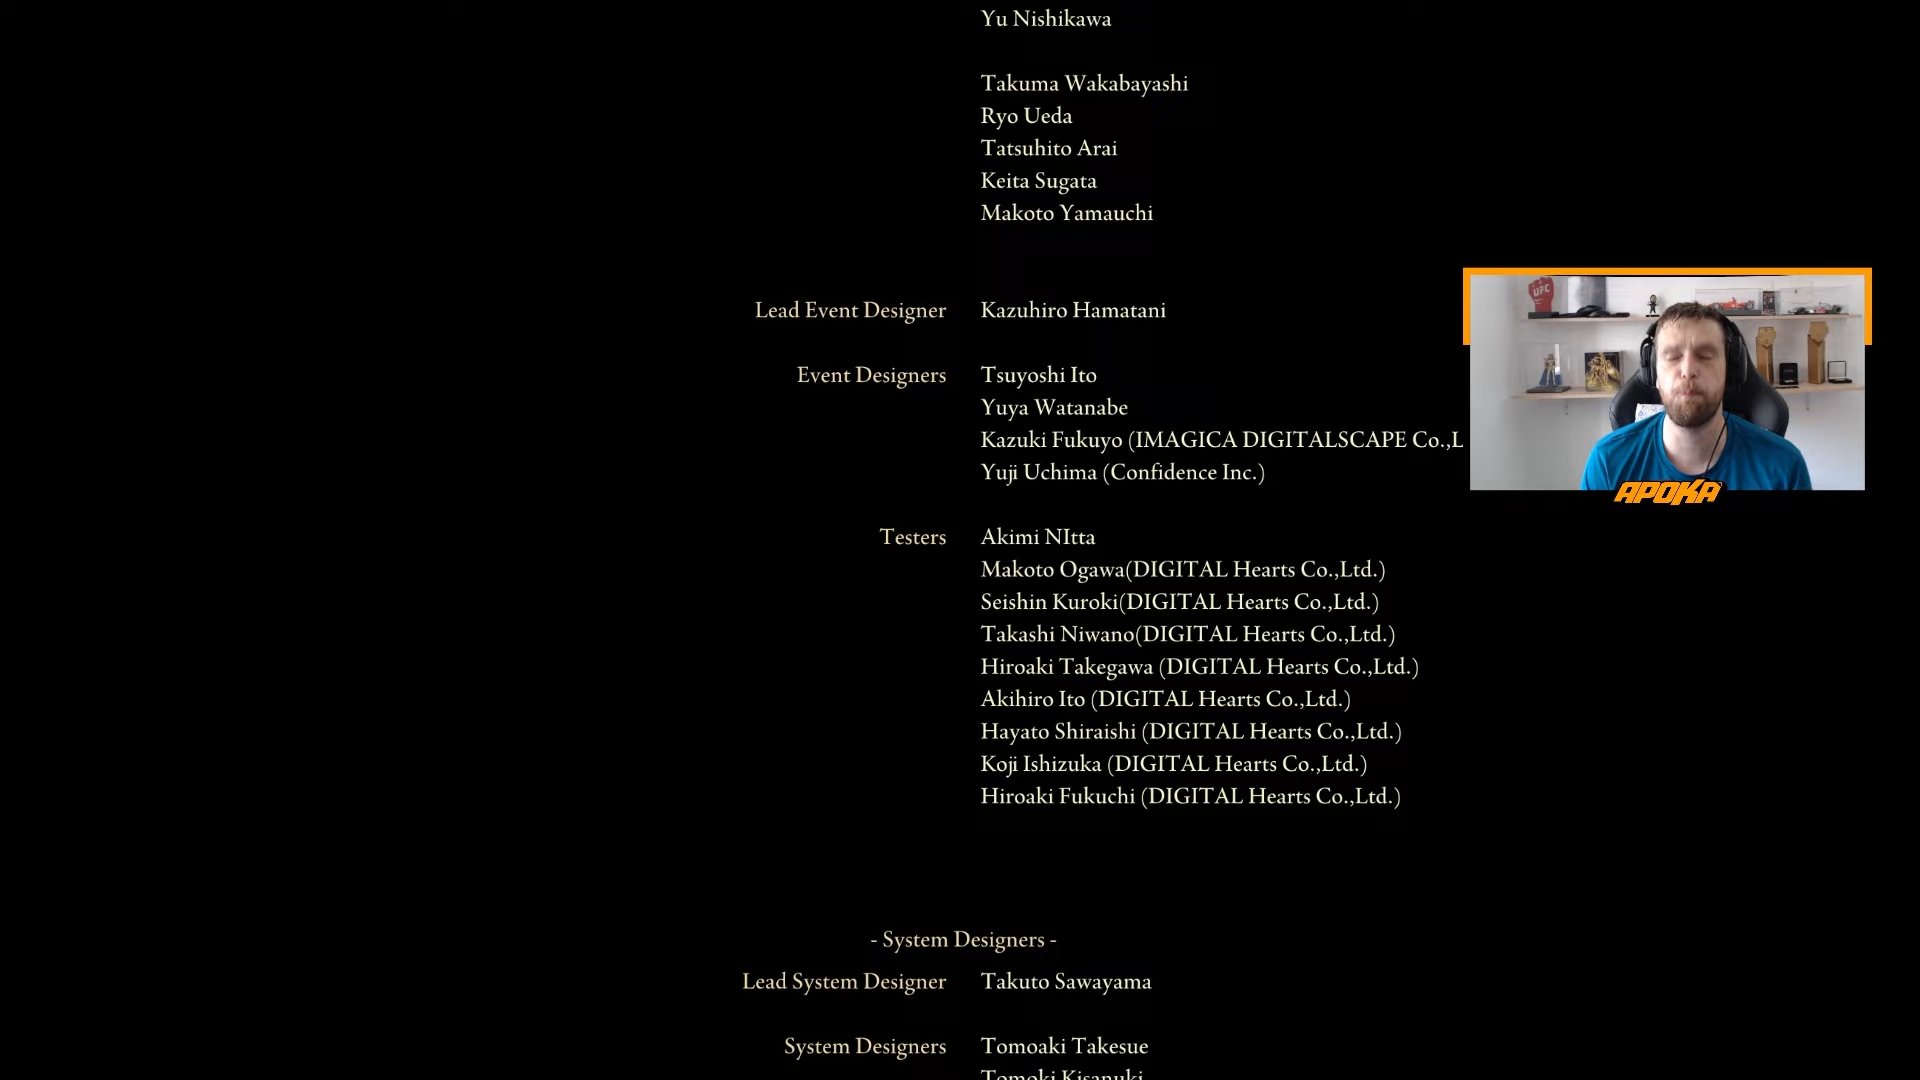 Yu Nishikawa
Takuma Wakabayashi
Ryo Ueda
Tatsuhito Arai
Keita Sugata
Makoto Yamauchi
Lead Event Designer Kazuhiro Hamatani
Event Designers Tsuyoshi Ito
Yuya Watanabe
Kazuki Fukuyo (IMAGICA DIGITALSCAPE Co.,L
Yuji Uchima (Confidence Inc.)
UFC
APOKA
Testers Akimi NItta
Makoto Ogawa(DIGITAL Hearts Co.,Ltd.)
Seishin Kuroki(DIGITAL Hearts Co.,Ltd.)
Takashi Niwano(DIGITAL Hearts Co.,Ltd.)
Hiroaki Takegawa (DIGITAL Hearts Co.,Ltd.)
Akihiro Ito (DIGITAL Hearts Co.,Ltd.)
Hayato Shiraishi (DIGITAL Hearts Co.,Ltd.)
Koji Ishizuka (DIGITAL Hearts Co.,Ltd.)
Hiroaki Fukuchi (DIGITAL Hearts Co.,Ltd.)
- System Designers -
Lead System Designer Takuto Sawayama
System Designers Tomoaki Takesue
Tomoki Kisanuki